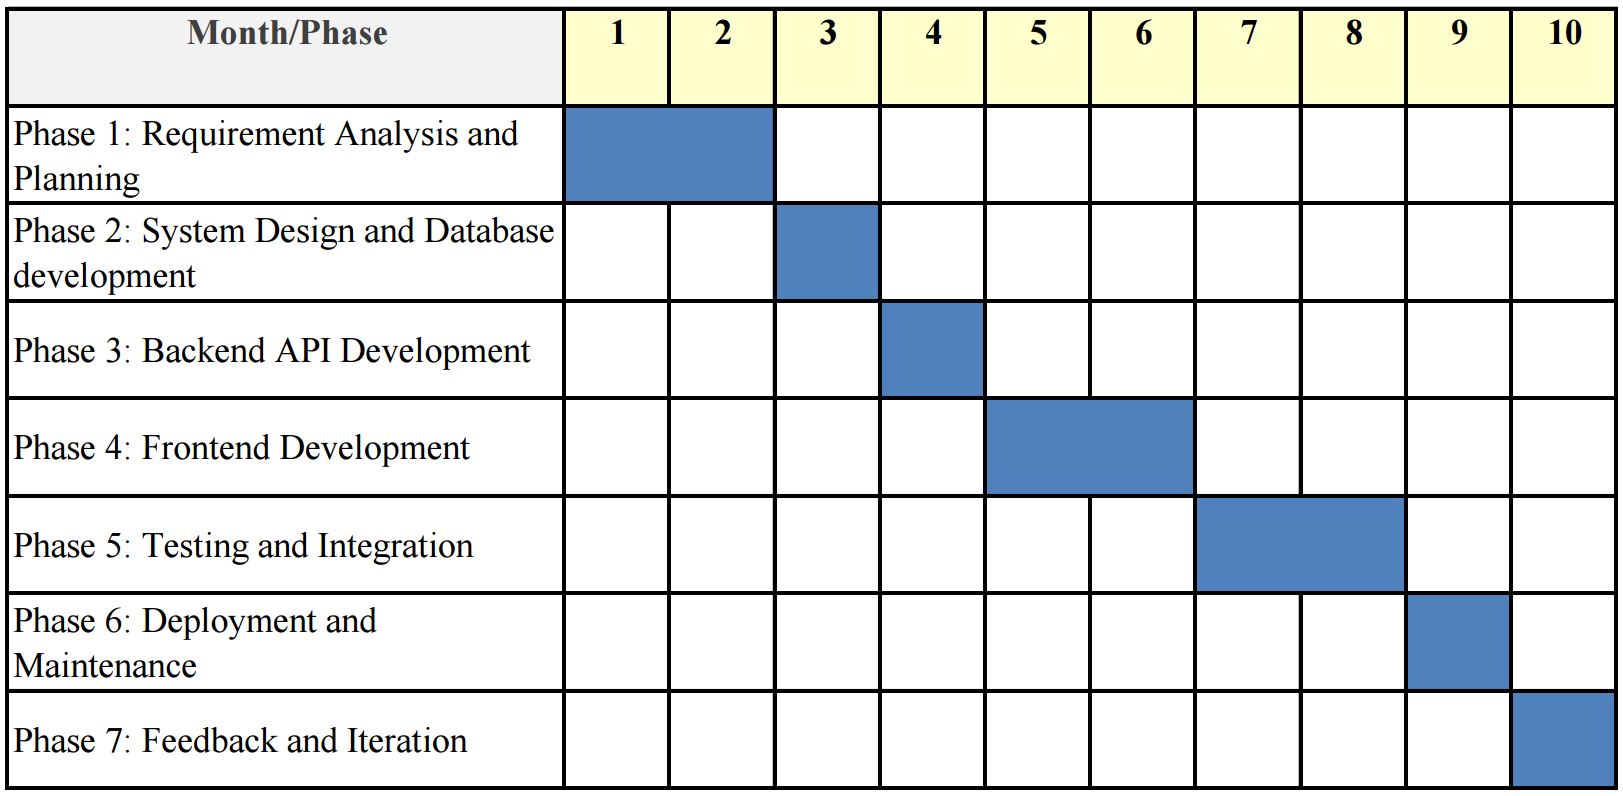 Month/Phase 1 2 3 4 5 6 7 8 9 10
Phase 1: Requirement Analysis and
Planning
Phase 2: System Design and Database
development
Phase 3: Backend API Development
Phase 4: Frontend Development
Phase 5: Testing and Integration
Phase 6: Deployment and
Maintenance
Phase 7: Feedback and Iteration